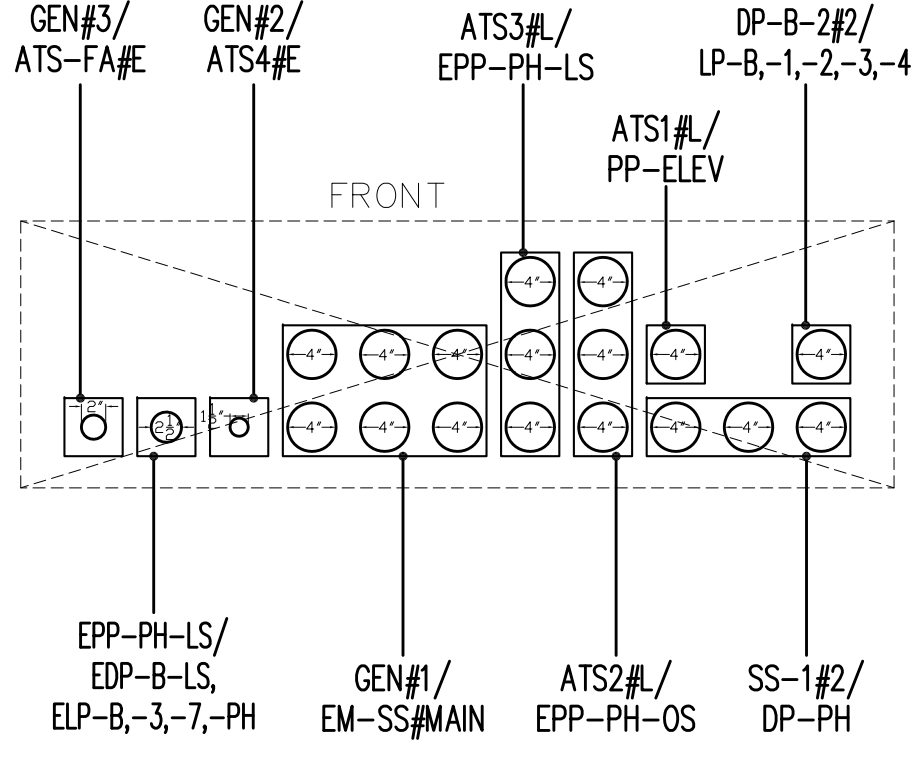 GEN#3/
ATS-FA#E
GEN#2/
ATS4#E
ATS3#L/
EPP-PH-LS
DP-B-2#2/
LP-B,-1,-2,-3,-4
ATS1#L/
PP-ELEV
FRONT
4" 4"
4" 4" 4" 4" 4" 4" 4"
2" 2½"
4" 4" 4" 4" 4" 4" 4" 4"
EPP-PH-LS/
EDP-B-LS,
ELP-B,-3,-7,-PH
GEN#1/
EM-SS#MAIN
ATS2#L/
EPP-PH-OS
SS-1#2/
DP-PH